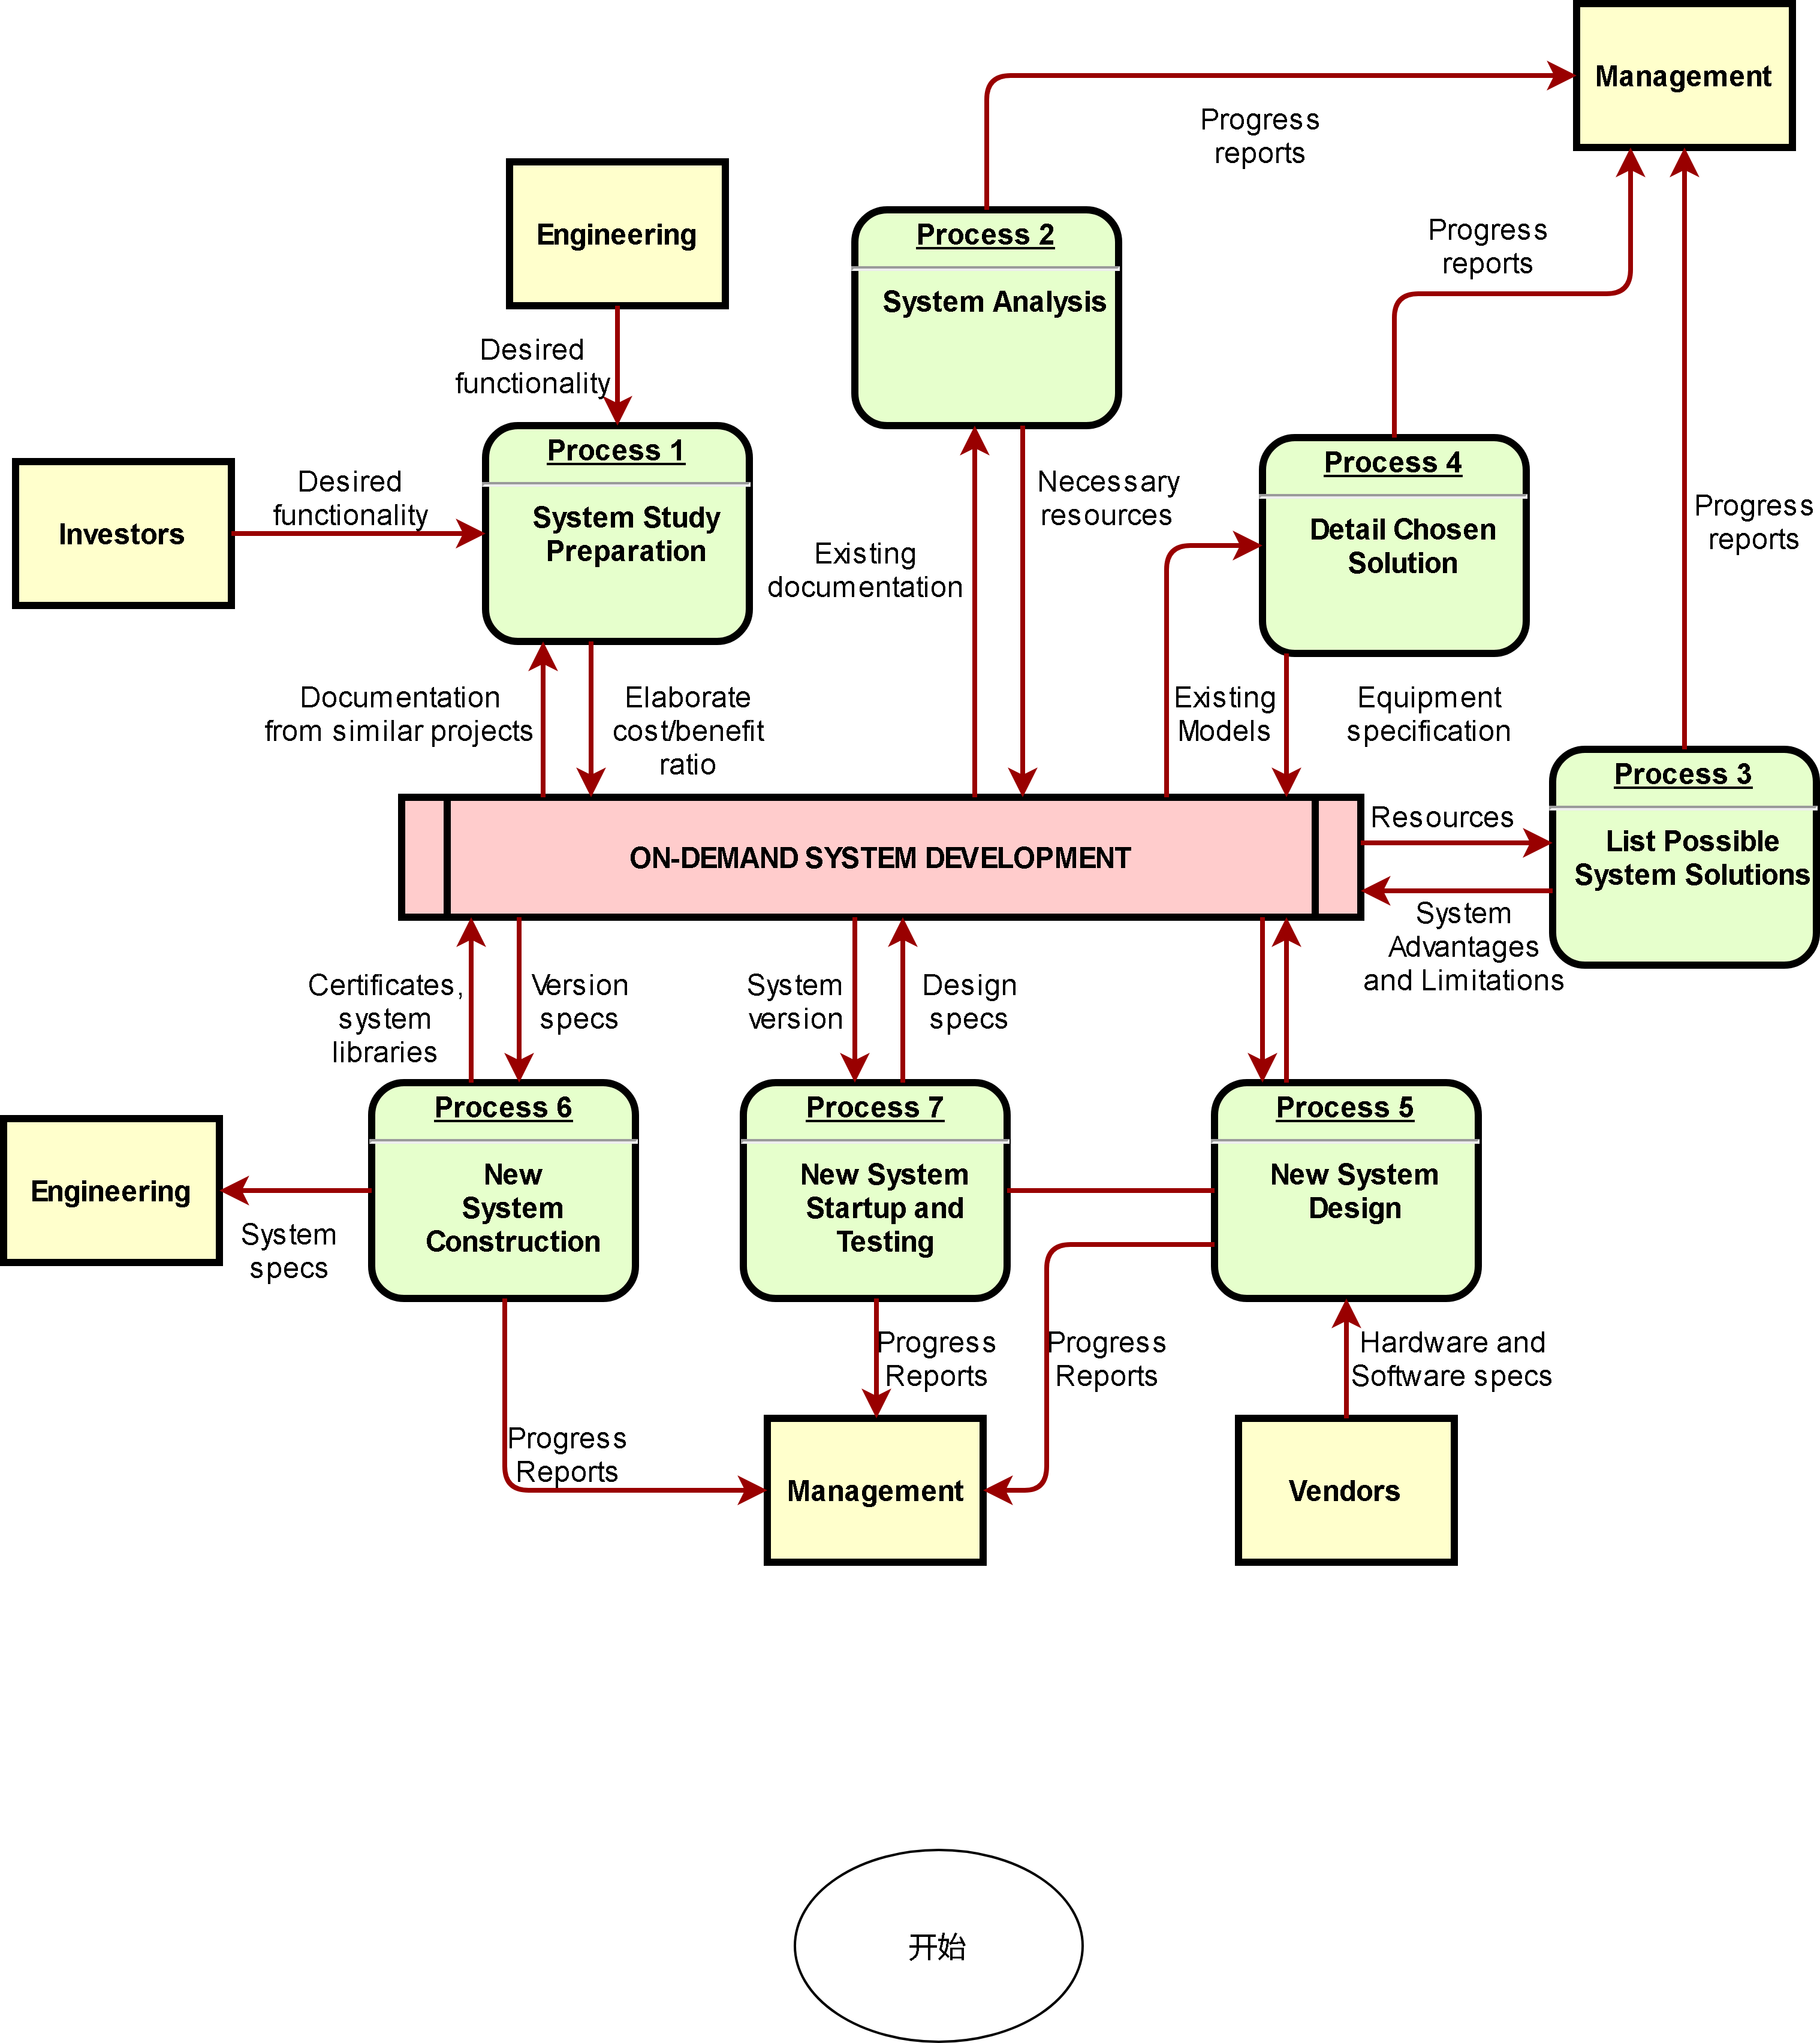 Management
Progress
reports
Engineering
Process 2
System Analysis
Progress
reports
Desired
functionality
Process 1
System Study
Preparation
Investors
Desired
functionality
Necessary
resources
Process 4
Detail Chosen
Solution
Progress
reports
Existing
documentation
Documentation
from similar projects
Elaborate
cost/benefit
ratio
Existing
Models
Equipment
specification
Process 3
List Possible
System Solutions
ON-DEMAND SYSTEM DEVELOPMENT
Resources
System
Advantages
and Limitations
Certificates,
system
libraries
Version
specs
System
version
Design
specs
Process 6
New
System
Construction
Process 7
New System
Startup and
Testing
Process 5
New System
Design
Engineering
System
specs
Progress
Reports
Progress
Reports
Hardware and
Software specs
Progress
Reports
Management
Vendors
开始